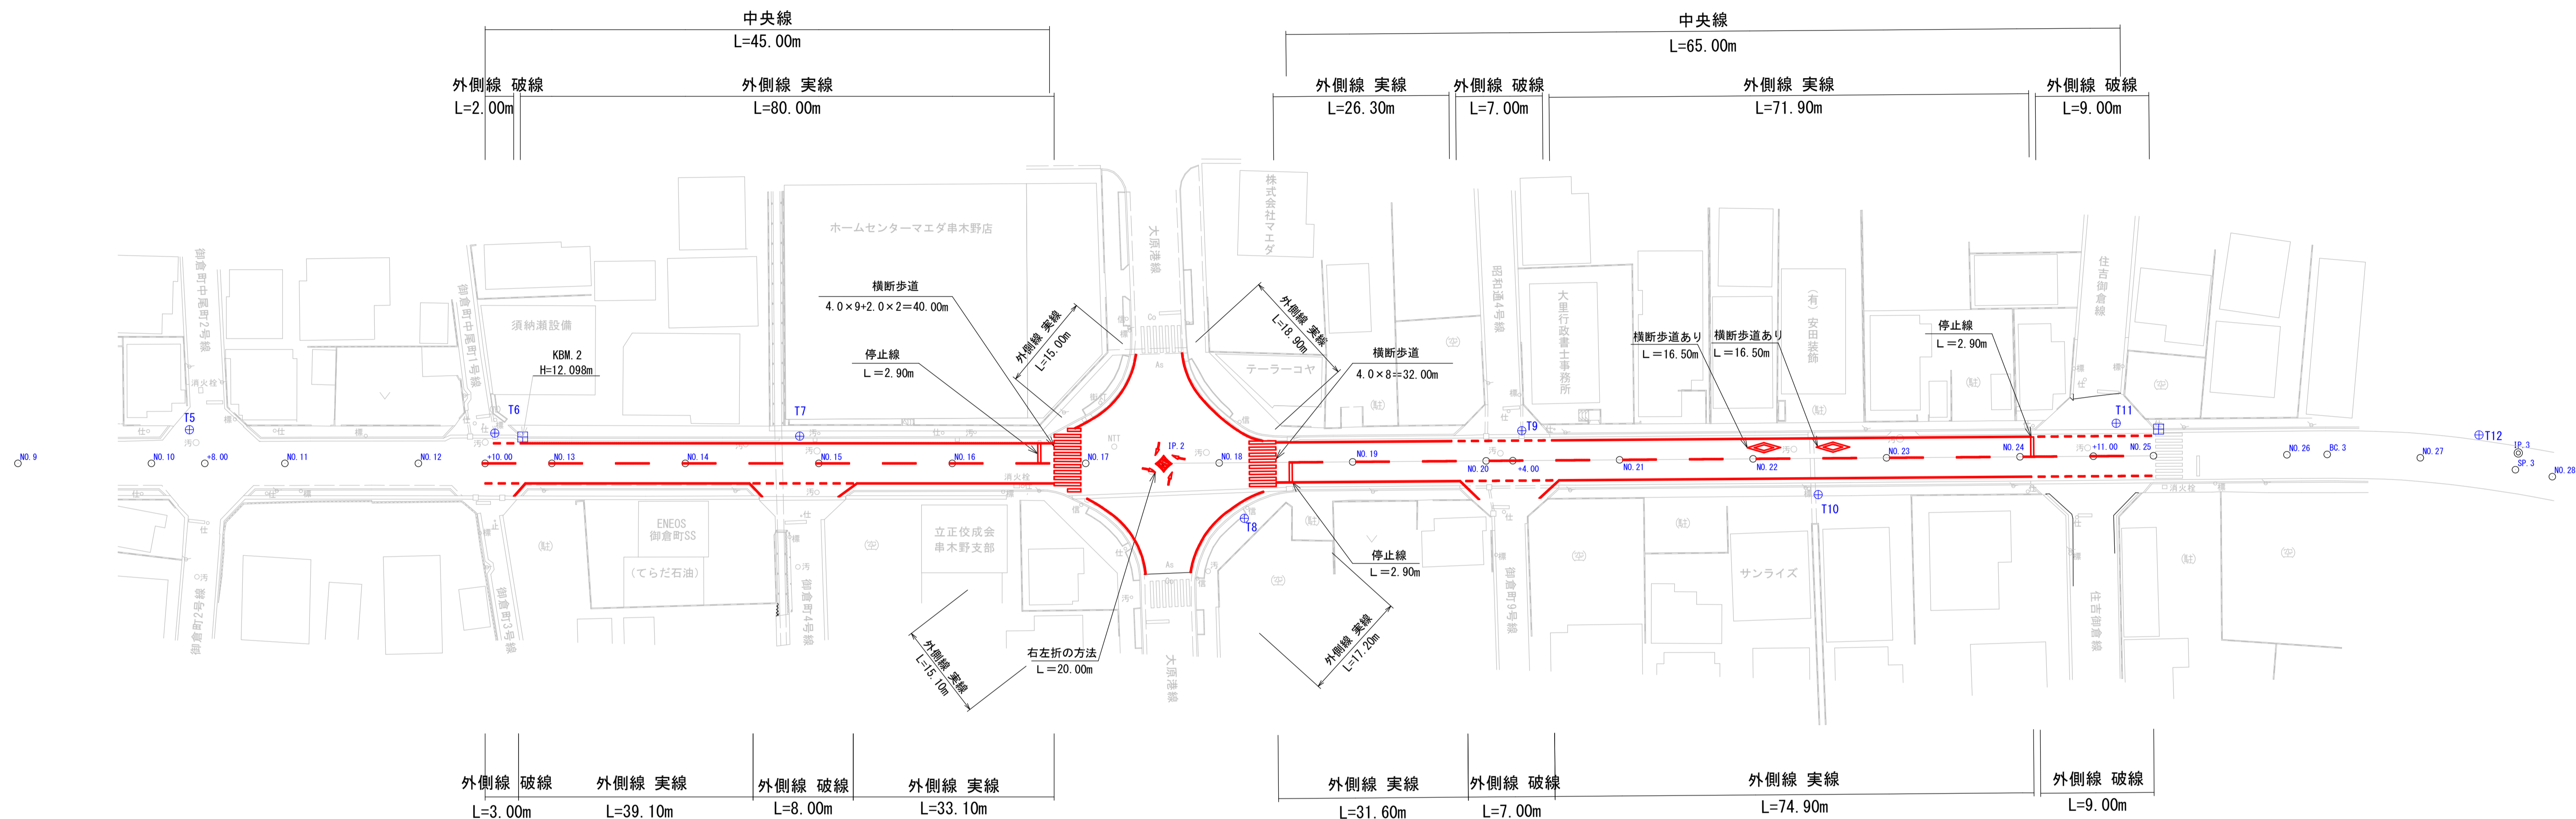 中央線
L=45.00m
中央線
L=65.00m
外側線 破線
L=2.00m
外側線 実線
L=80.00m
外側線 実線
L=26.30m
外側線 破線
L=7.00m
外側線 実線
L=71.90m
外側線 破線
L=9.00m
御倉町中尾町2号線
御倉町中尾町1号線
須納瀬設備
ホームセンターマエダ串木野店
大原港線
株式会社マエダ
昭和通4号線
大里行政書士事務所
(有)安田装飾
住吉御倉線
KBM.2
H=12.098m
横断歩道
4.0×9+2.0×2=40.00m
停止線
L=2.90m
外側線 実線
L=15.00m
外側線 実線
L=18.90m
横断歩道
4.0×8=32.00m
テーラーコヤ
横断歩道あり
L=16.50m
横断歩道あり
L=16.50m
停止線
L=2.90m
消火栓
T5
T6
T7
NTT
IP.2
T9
T11
T12
IP.3
SP.3
NO.9
NO.10
+8.00
NO.11
NO.12
+10.00
NO.13
NO.14
NO.15
NO.16
NO.17
NO.18
NO.19
NO.20
+4.00
NO.21
NO.22
NO.23
NO.24
+11.00
NO.25
NO.26
BC.3
NO.27
NO.28
消火栓
消火栓
T8
T10
ENEOS
御倉町SS
(てらだ石油)
立正佼成会
串木野支部
サンライズ
停止線
L=2.90m
右左折の方法
L=20.00m
外側線 実線
L=15.10m
外側線 実線
L=17.20m
御倉町2号線
御倉町3号線
御倉町4号線
大原港線
御倉町9号線
住吉御倉線
外側線 破線
L=3.00m
外側線 実線
L=39.10m
外側線 破線
L=8.00m
外側線 実線
L=33.10m
外側線 実線
L=31.60m
外側線 破線
L=7.00m
外側線 実線
L=74.90m
外側線 破線
L=9.00m